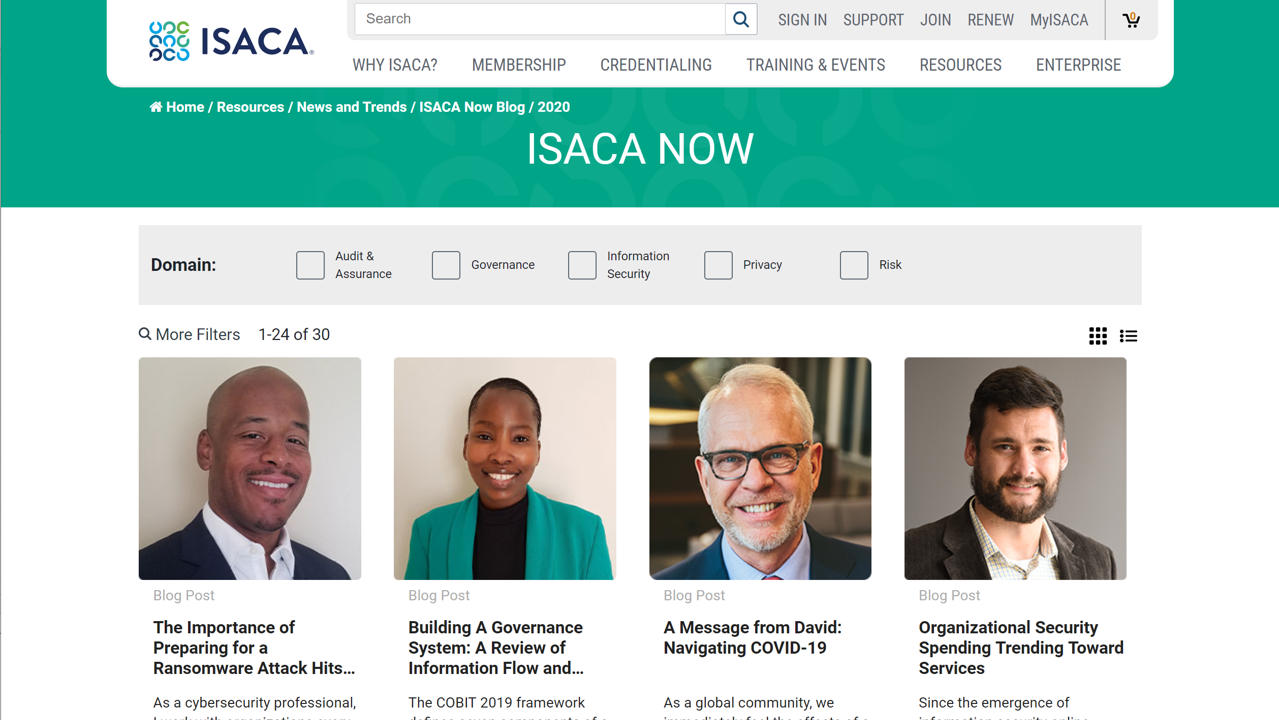 Search
SIGN IN
SUPPORT
JOIN
RENEW
MyISACA
0
ISACA®
WHY ISACA?
MEMBERSHIP
CREDENTIALING
TRAINING & EVENTS
RESOURCES
ENTERPRISE
Home / Resources / News and Trends / ISACA Now Blog / 2020
ISACA NOW
Domain:
Audit &
Assurance
Governance
Information
Security
Privacy
Risk
More Filters
1-24 of 30
Blog Post
The Importance of
Preparing for a
Ransomware Attack Hits...
As a cybersecurity professional,
Blog Post
Building A Governance
System: A Review of
Information Flow and...
The COBIT 2019 framework
Blog Post
A Message from David:
Navigating COVID-19
As a global community, we
Blog Post
Organizational Security
Spending Trending Toward
Services
Since the emergence of